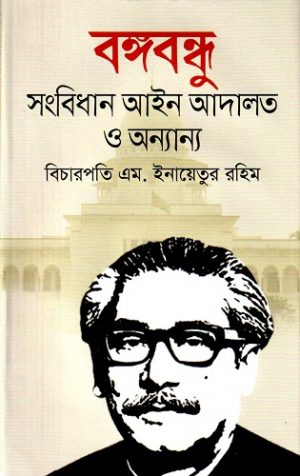 বঙ্গবন্ধু
সংবিধান আইন আদালত
ও অন্যান্য
বিচারপতি এম. ইনায়েতুর রহিম